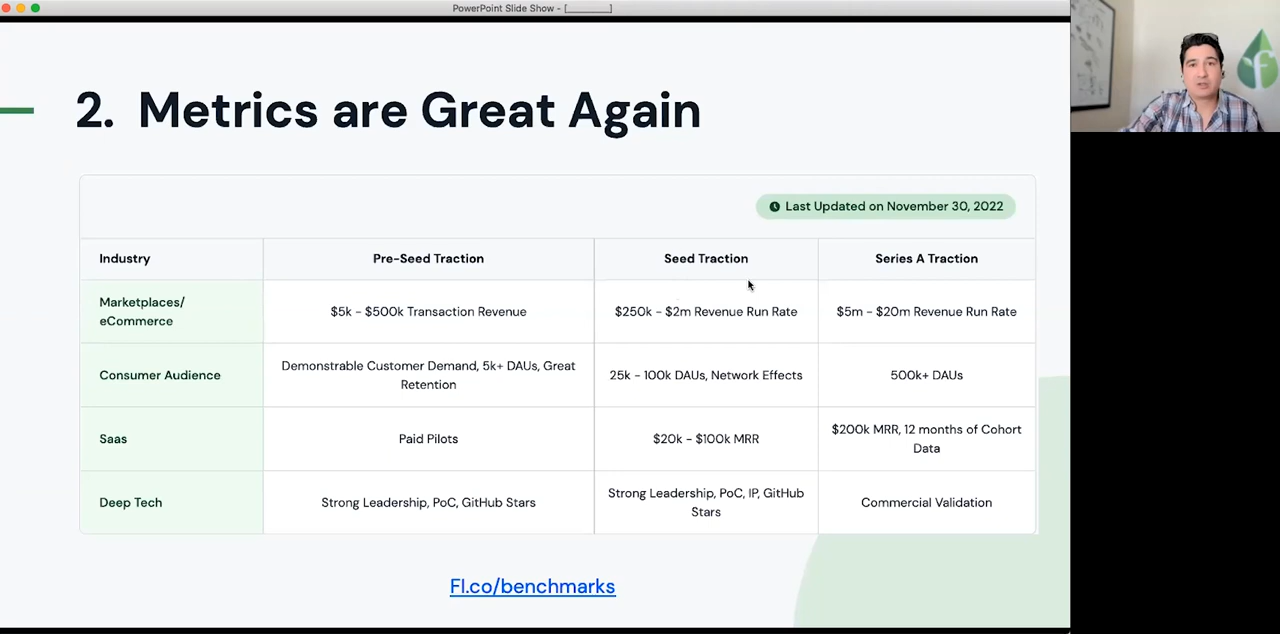 PowerPoint Slide Show - [________]
2. Metrics are Great Again
Last Updated on November 30, 2022
Industry
Pre-Seed Traction
Seed Traction
Series A Traction
Marketplaces/
eCommerce
$5k - $500k Transaction Revenue
$250k - $2m Revenue Run Rate
$5m - $20m Revenue Run Rate
Consumer Audience
Demonstrable Customer Demand, 5k+ DAUs, Great
Retention
25k - 100k DAUs, Network Effects
500k+ DAUs
Saas
Paid Pilots
$20k - $100k MRR
$200k MRR, 12 months of Cohort
Data
Deep Tech
Strong Leadership, PoC, GitHub Stars
Strong Leadership, PoC, IP, GitHub
Stars
Commercial Validation
FI.co/benchmarks
f